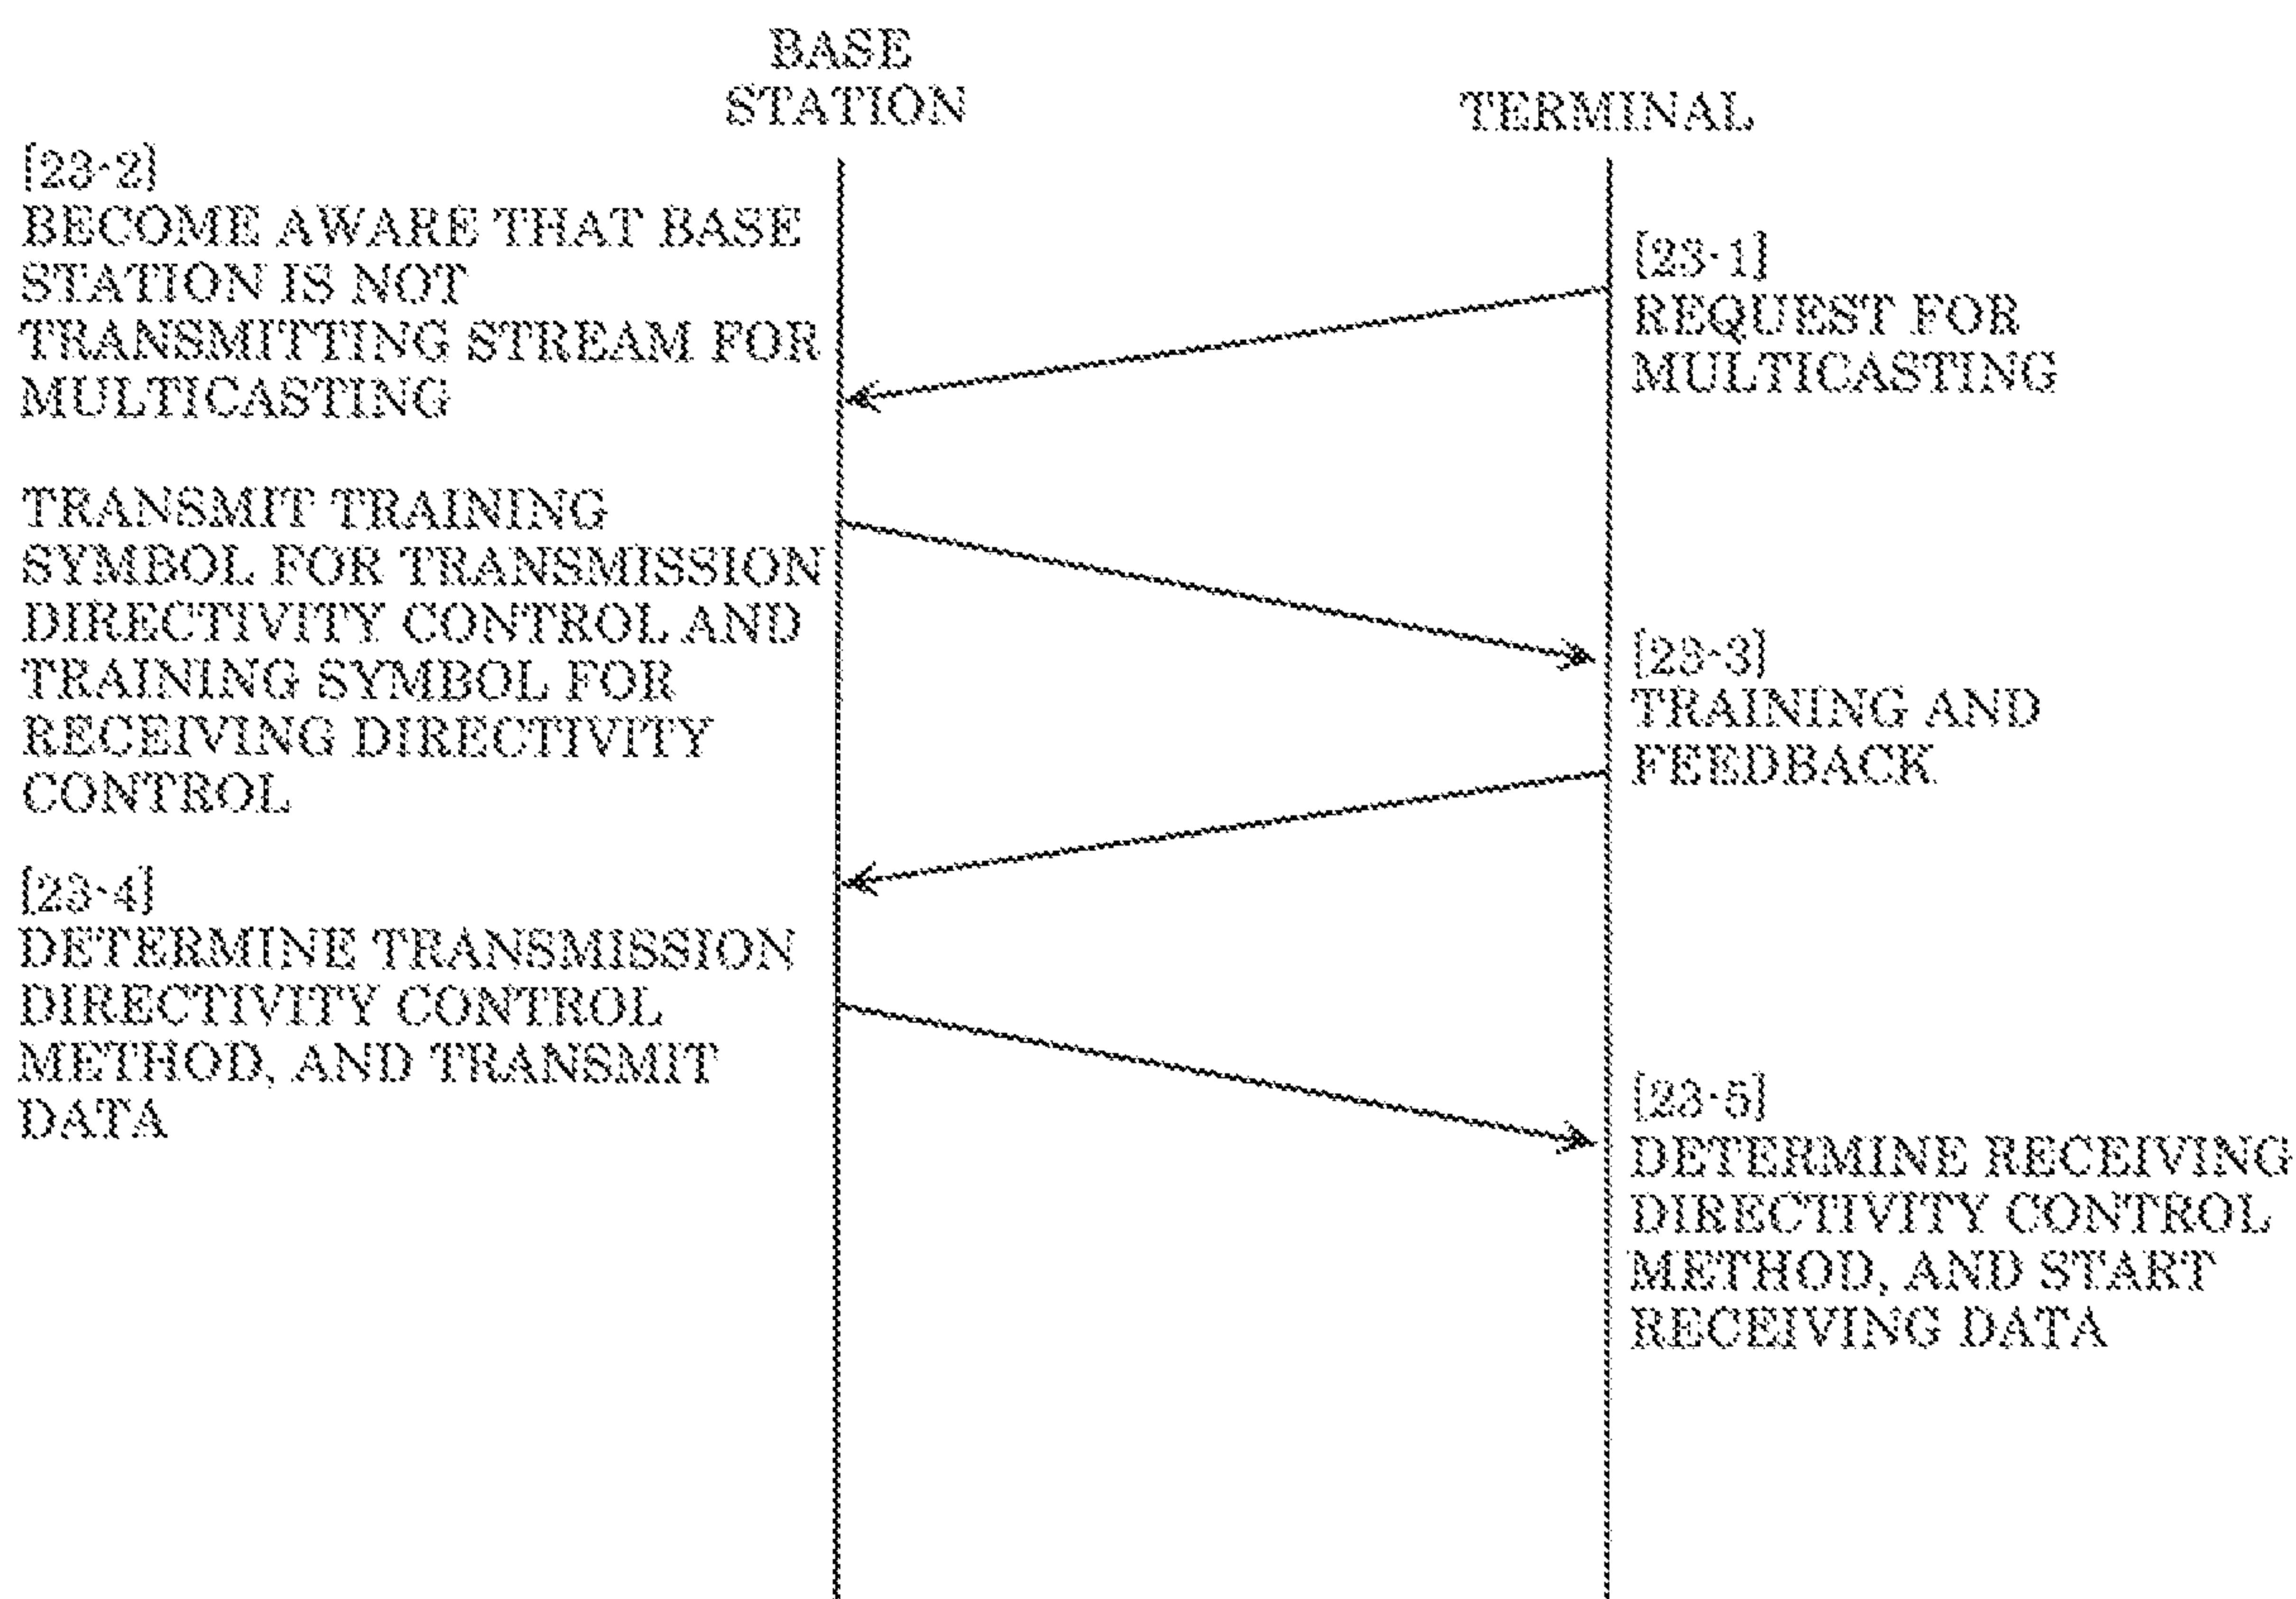 BASE
STATION
TERMINAL
[23-2]
BECOME AWARE THAT BASE
STATION IS NOT
TRANSMITTING STREAM FOR
MULTICASTING
[23-1]
REQUEST FOR
MULTICASTING
TRANSMIT TRAINING
SYMBOL FOR TRANSMISSION
DIRECTIVITY CONTROL AND
TRAINING SYMBOL FOR
RECEIVING DIRECTIVITY
CONTROL
[23-3]
TRAINING AND
FEEDBACK
[23-4]
DETERMINE TRANSMISSION
DIRECTIVITY CONTROL
METHOD, AND TRANSMIT
DATA
[23-5]
DETERMINE RECEIVING
DIRECTIVITY CONTROL
METHOD, AND START
RECEIVING DATA